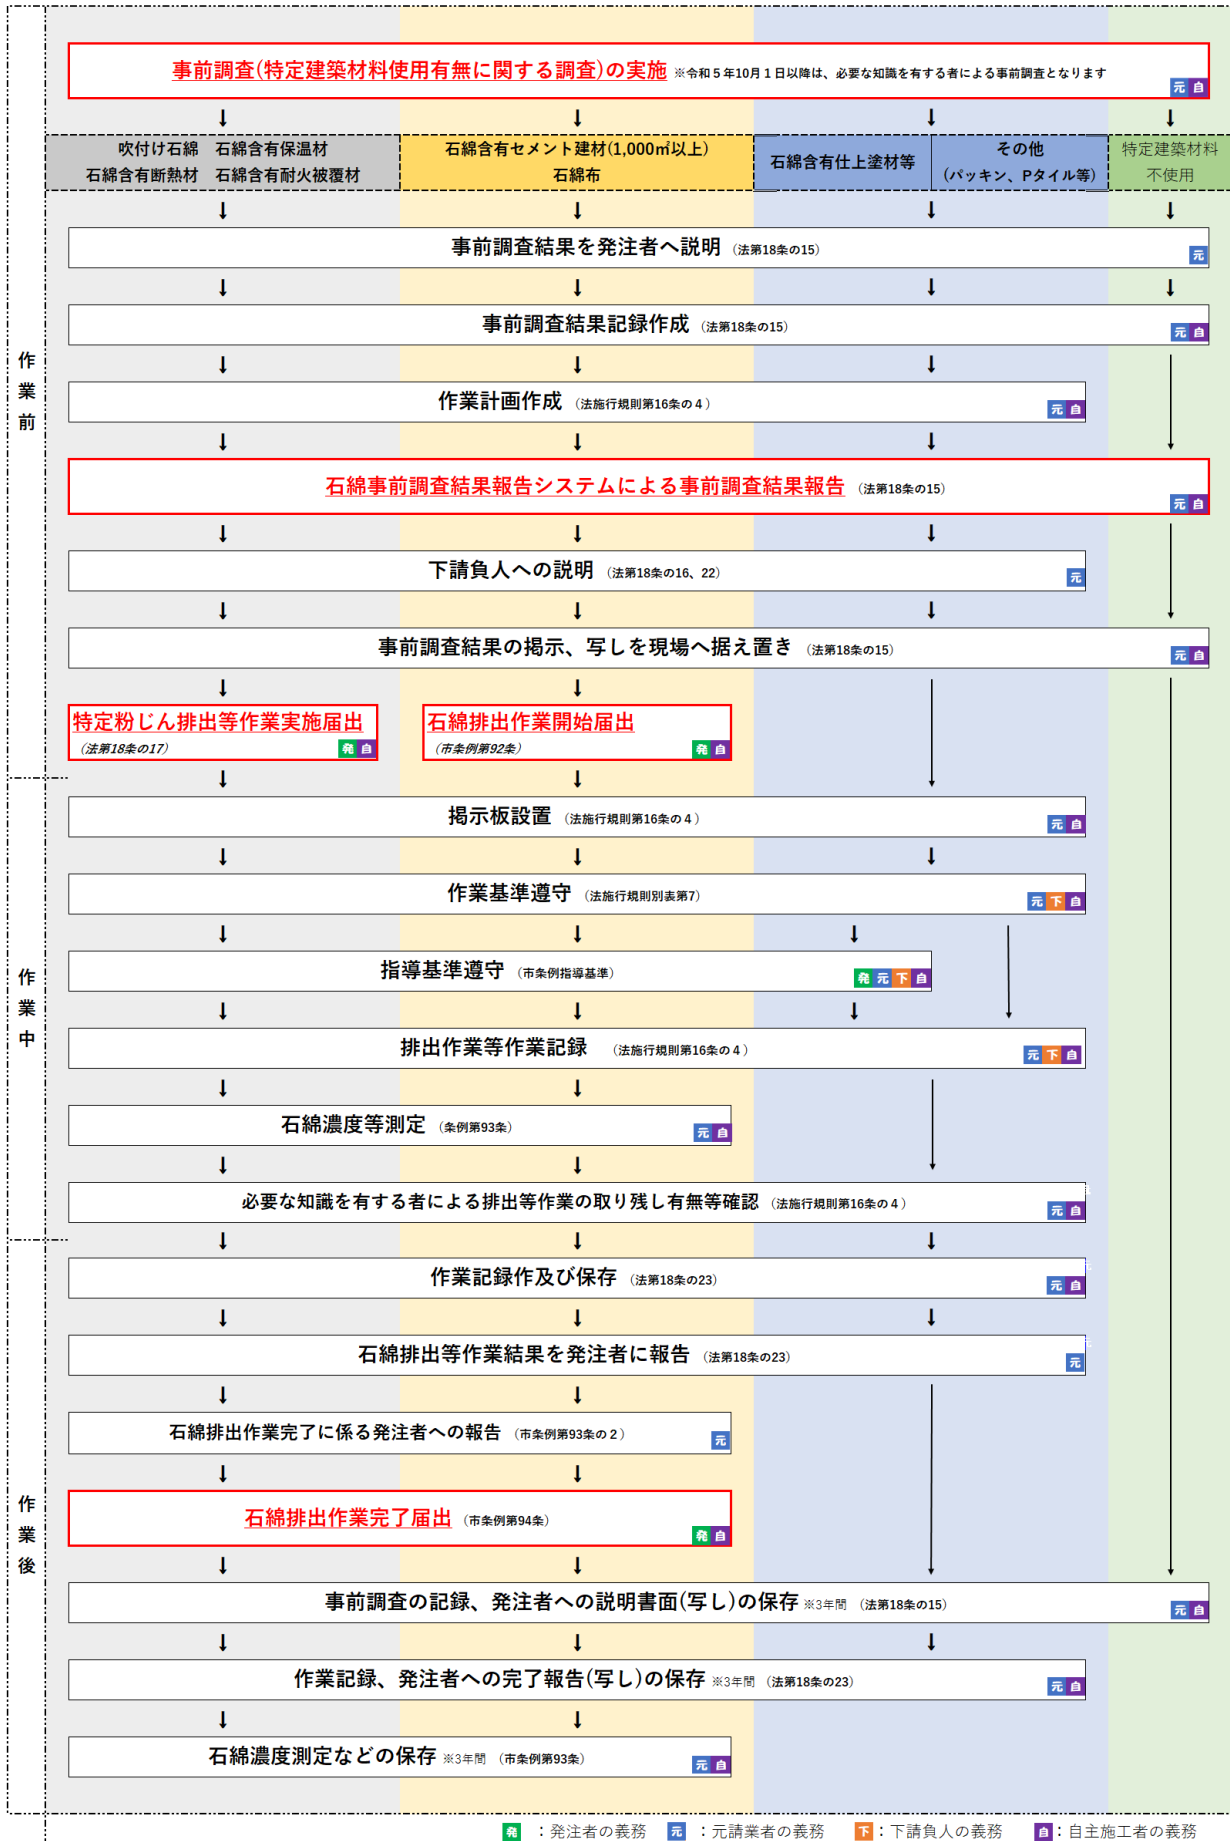 事前調査(特定建築材料使用有無に関する調査)の実施 ※令和５年10月１日以降は、必要な知識を有する者による事前調査となります
元 自
吹付け石綿 石綿含有保温材
石綿含有断熱材 石綿含有耐火被覆材
石綿含有セメント建材(1,000㎡以上)
石綿布
石綿含有仕上塗材等
その他
(パッキン、Pタイル等)
特定建築材料
不使用
作業前
事前調査結果を発注者へ説明 （法第18条の15）
元
事前調査結果記録作成 （法第18条の15）
元 自
作業計画作成 （法施行規則第16条の４）
元 自
石綿事前調査結果報告システムによる事前調査結果報告 （法第18条の15）
元 自
下請負人への説明 （法第18条の16、22）
元
事前調査結果の掲示、写しを現場へ据え置き （法第18条の15）
元 自
特定粉じん排出等作業実施届出
（法第18条の17）
発 自
石綿排出作業開始届出
（市条例第92条）
発 自
作業中
掲示板設置 （法施行規則第16条の４）
元 自
作業基準遵守 （法施行規則別表第7）
元 下 自
指導基準遵守 （市条例指導基準）
発 元 下 自
排出作業等作業記録 （法施行規則第16条の４）
元 下 自
石綿濃度等測定 （条例第93条）
元 自
必要な知識を有する者による排出等作業の取り残し有無等確認 （法施行規則第16条の４）
元 自
作業後
作業記録作及び保存 （法第18条の23）
元 自
石綿排出等作業結果を発注者に報告 （法第18条の23）
元
石綿排出作業完了に係る発注者への報告 （市条例第93条の２）
元
石綿排出作業完了届出 （市条例第94条）
発 自
事前調査の記録、発注者への説明書面(写し)の保存 ※3年間 （法第18条の15）
元 自
作業記録、発注者への完了報告(写し)の保存 ※3年間 （法第18条の23）
元 自
石綿濃度測定などの保存 ※3年間 （市条例第93条）
元 自
発 ：発注者の義務 元 ：元請業者の義務 下 ：下請負人の義務 自 ：自主施工者の義務